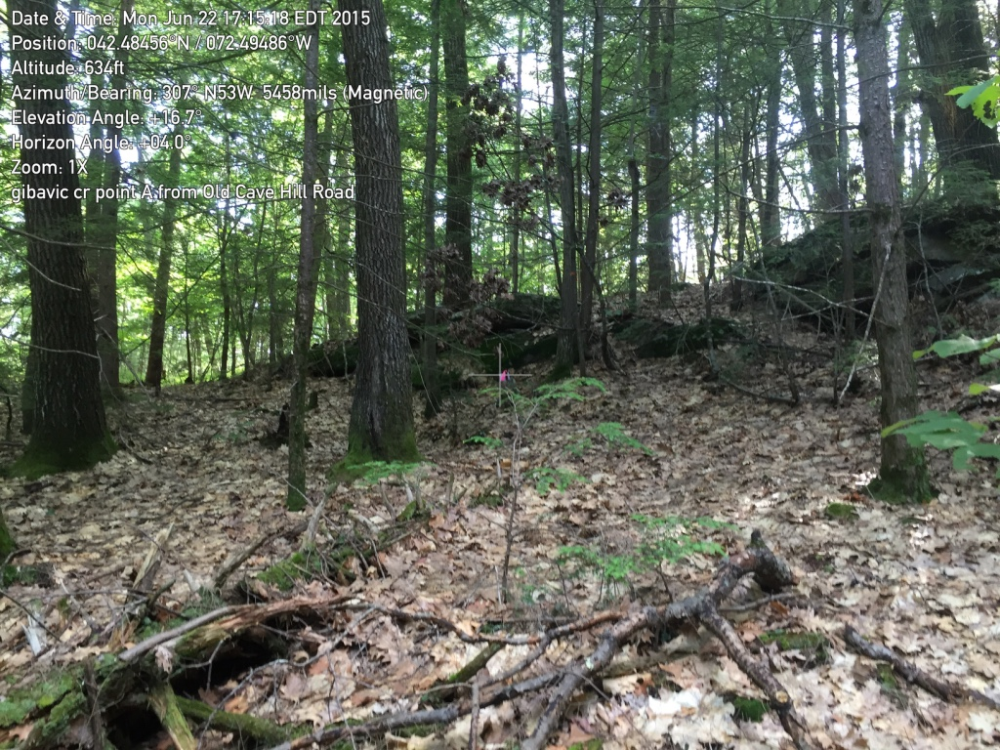 Date & Time: Mon Jun 22 17:15:18 EDT 2015
Position: 042.48456°N / 072.49486°W
Altitude: 634ft
Azimuth/Bearing: 307° N53W 5458mils (Magnetic)
Elevation Angle: +16.7°
Horizon Angle: +04.0°
Zoom: 1X
gibavic cr point A from Old Cave Hill Road